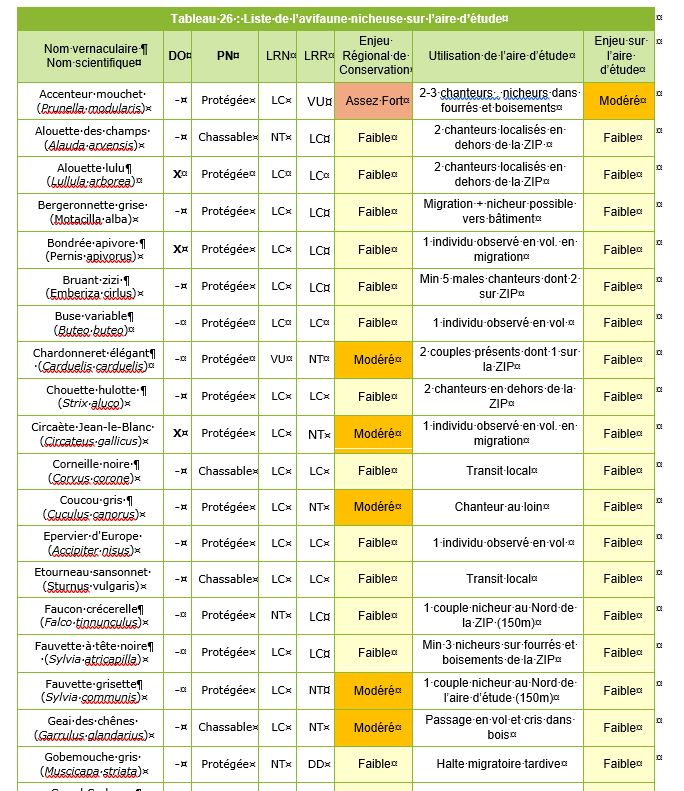 Tableau 26 : Liste de l'avifaune nicheuse sur l'aire d'étude
Nom vernaculaire ¶
Nom scientifique¤ DO¤ PN¤ LRN¤ LRR¤ Enjeu
Régional de
Conservation¤ Utilisation de l'aire d'étude¤ Enjeu sur
l'aire
d'étude¤
Accenteur mouchet
(Prunella modularis)¤ -¤ Protégée¤ LC¤ VU¤ Assez Fort¤ 2-3 chanteurs , nicheurs dans
fourrés et boisements¤ Modéré¤
Alouette des champs
(Alauda arvensis)¤ -¤ Chassable¤ NT¤ LC¤ Faible¤ 2 chanteurs localisés en
dehors de la ZIP¤ Faible¤
Alouette lulu¶
(Lullula arborea)¤ X¤ Protégée¤ LC¤ LC¤ Faible¤ 2 chanteurs localisés en
dehors de la ZIP¤ Faible¤
Bergeronnette grise
(Motacilla alba)¤ -¤ Protégée¤ LC¤ LC¤ Faible¤ Migration + nicheur possible
vers bâtiment¤ Faible¤
Bondrée apivore ¶
(Pernis apivorus)¤ X¤ Protégée¤ LC¤ LC¤ Faible¤ 1 individu observé en vol en
migration¤ Faible¤
Bruant zizi ¶
(Emberiza cirlus)¤ -¤ Protégée¤ LC¤ LC¤ Faible¤ Min 5 males chanteurs dont 2
sur ZIP¤ Faible¤
Buse variable¶
(Buteo buteo)¤ -¤ Protégée¤ LC¤ LC¤ Faible¤ 1 individu observé en vol ¤ Faible¤
Chardonneret élégant¶
(Carduelis carduelis)¤ -¤ Protégée¤ VU¤ NT¤ Modéré¤ 2 couples présents dont 1 sur
la ZIP¤ Faible¤
Chouette hulotte ¶
(Strix aluco)¤ -¤ Protégée¤ LC¤ LC¤ Faible¤ 2 chanteurs en dehors de la
ZIP¤ Faible¤
Circaète Jean-le-Blanc
(Circateus gallicus)¤ X¤ Protégée¤ LC¤ NT¤ Modéré¤ 1 individu observé en vol en
migration¤ Faible¤
Corneille noire ¶
(Corvus corone)¤ -¤ Chassable¤ LC¤ LC¤ Faible¤ Transit local¤ Faible¤
Coucou gris ¶
(Cuculus canorus)¤ -¤ Protégée¤ LC¤ NT¤ Modéré¤ Chanteur au loin¤ Faible¤
Epervier d'Europe
(Accipiter nisus)¤ -¤ Protégée¤ LC¤ LC¤ Faible¤ 1 individu observé en vol¤ Faible¤
Etourneau sansonnet
(Sturnus vulgaris)¤ -¤ Chassable¤ LC¤ LC¤ Faible¤ Transit local¤ Faible¤
Faucon crécerelle¶
(Falco tinnunculus)¤ -¤ Protégée¤ NT¤ LC¤ Faible¤ 1 couple nicheur au Nord de
la ZIP (150m)¤ Faible¤
Fauvette à tête noire¶
(Sylvia atricapilla)¤ -¤ Protégée¤ LC¤ LC¤ Faible¤ Min 3 nicheurs sur fourrés et
boisements de la ZIP¤ Faible¤
Fauvette grisette¶
(Sylvia communis)¤ -¤ Protégée¤ LC¤ NT¤ Modéré¤ 1 couple nicheur au Nord de
l'aire d'étude (150m)¤ Faible¤
Geai des chênes
(Garrulus glandarius)¤ -¤ Chassable¤ LC¤ NT¤ Modéré¤ Passage en vol et cris dans
bois¤ Faible¤
Gobemouche gris
(Muscicapa striata)¤ -¤ Protégée¤ NT¤ DD¤ Faible¤ Halte migratoire tardive¤ Faible¤